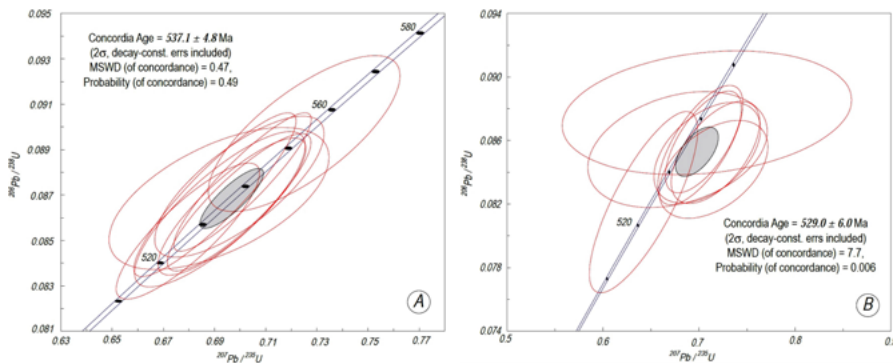 0.095
0.093
0.091
0.089
0.087
0.085
0.083
0.081
206Pb/238U
Concordia Age = 537.1 ± 4.8 Ma
(2σ, decay-const. errs included)
MSWD (of concordance) = 0.47,
Probability (of concordance) = 0.49
580
560
520
A
0.63 0.65 0.67 0.69 0.71 0.73 0.75 0.77
207Pb/235U
0.094
0.090
0.086
0.082
0.078
0.074
206Pb/238U
520
Concordia Age = 529.0 ± 6.0 Ma
(2σ, decay-const. errs included)
MSWD (of concordance) = 7.7,
Probability (of concordance) = 0.006
B
0.5 0.6 0.7 0.8
207Pb/235U